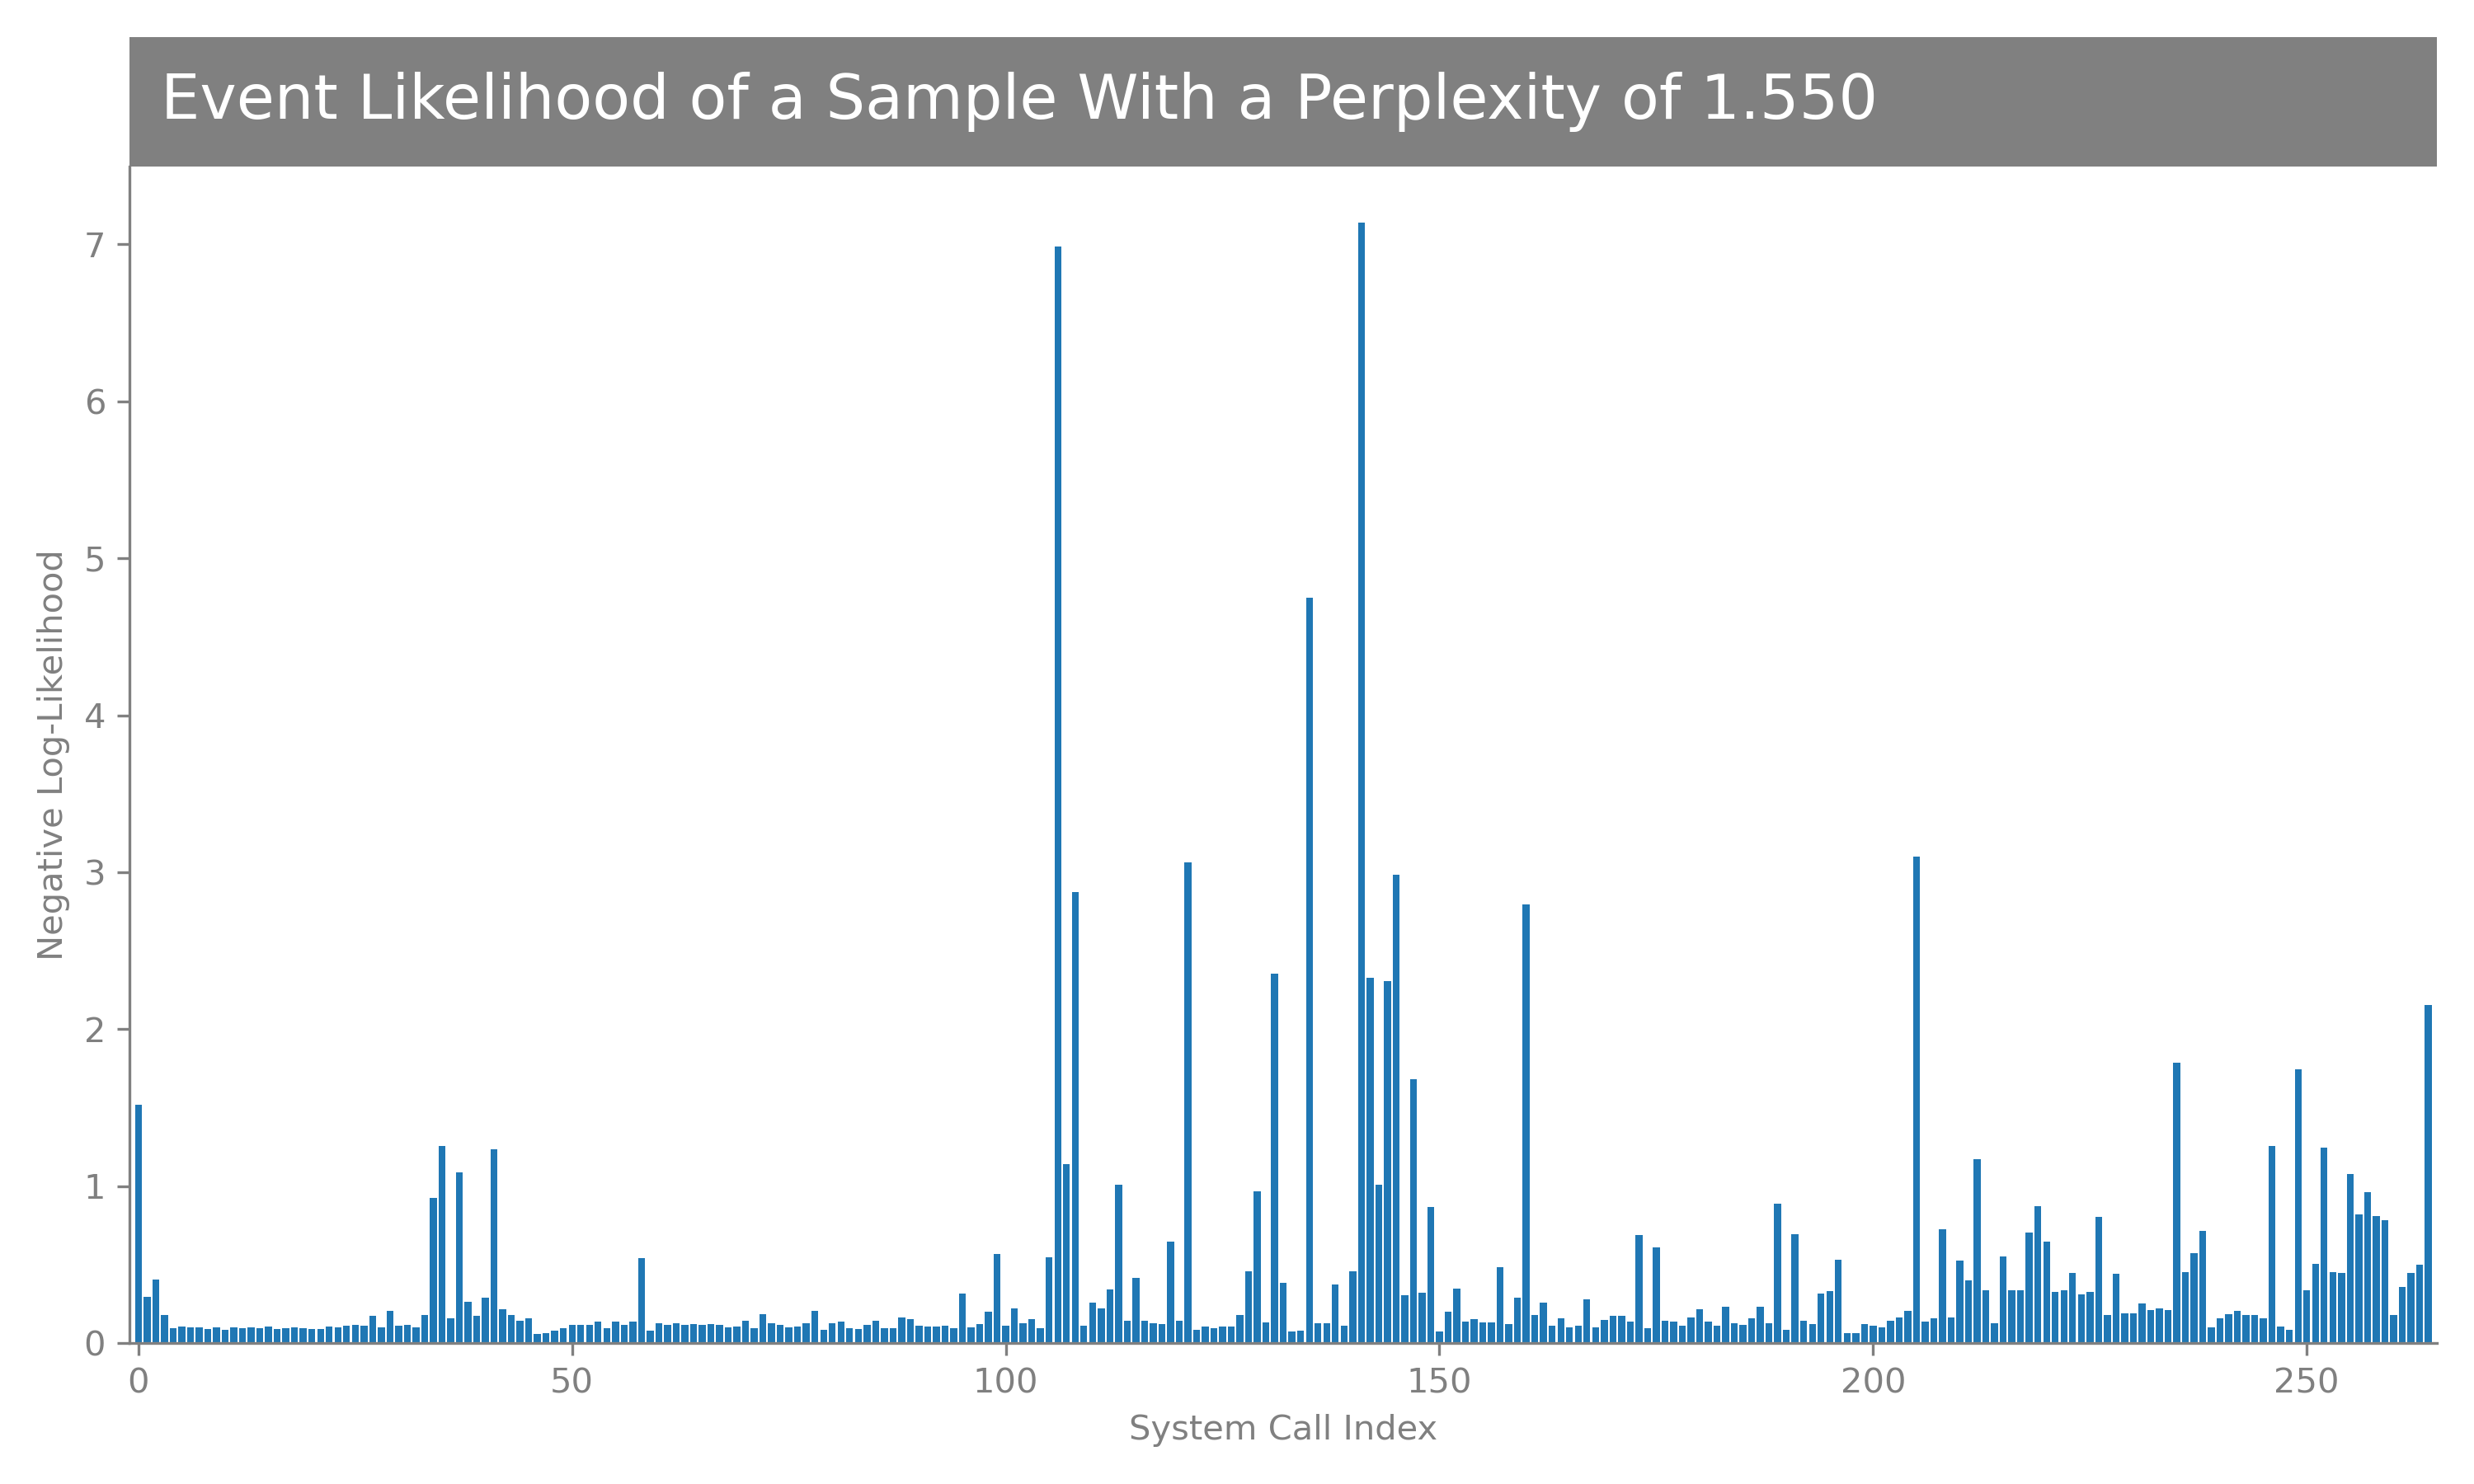 Event Likelihood of a Sample With a Perplexity of 1.550
7
6
5
4
3
2
1
0
Negative Log-Likelihood
0 50 100 150 200 250
System Call Index